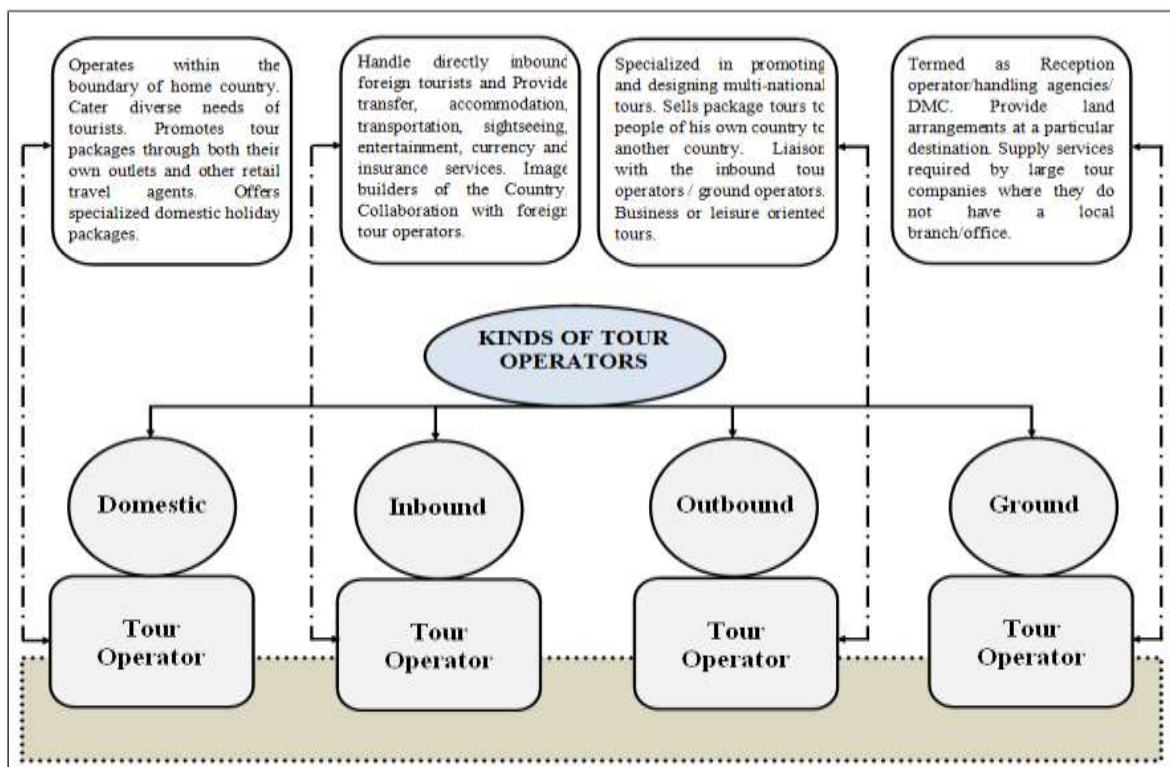 Operates within the
boundary of home country.
Cater diverse needs of
tourists. Promotes tour
packages through both their
own outlets and other retail
travel agents. Offers
specialized domestic holiday
packages.
Handle directly inbound
foreign tourists and Provide
transfer, accommodation,
transportation, sightseeing,
entertainment, currency and
insurance services. Image
builders of the Country.
Collaboration with foreign
tour operators.
Specialized in promoting
and designing multi-national
tours. Sells package tours to
people of his own country to
another country. Liaison
with the inbound tour
operators / ground operators.
Business or leisure oriented
tours.
Termed as Reception
operator/handling agencies/
DMC. Provide land
arrangements at a particular
destination. Supply services
required by large tour
companies where they do
not have a local
branch/office.
KINDS OF TOUR
OPERATORS
Domestic
Inbound
Outbound
Ground
Tour
Operator
Tour
Operator
Tour
Operator
Tour
Operator